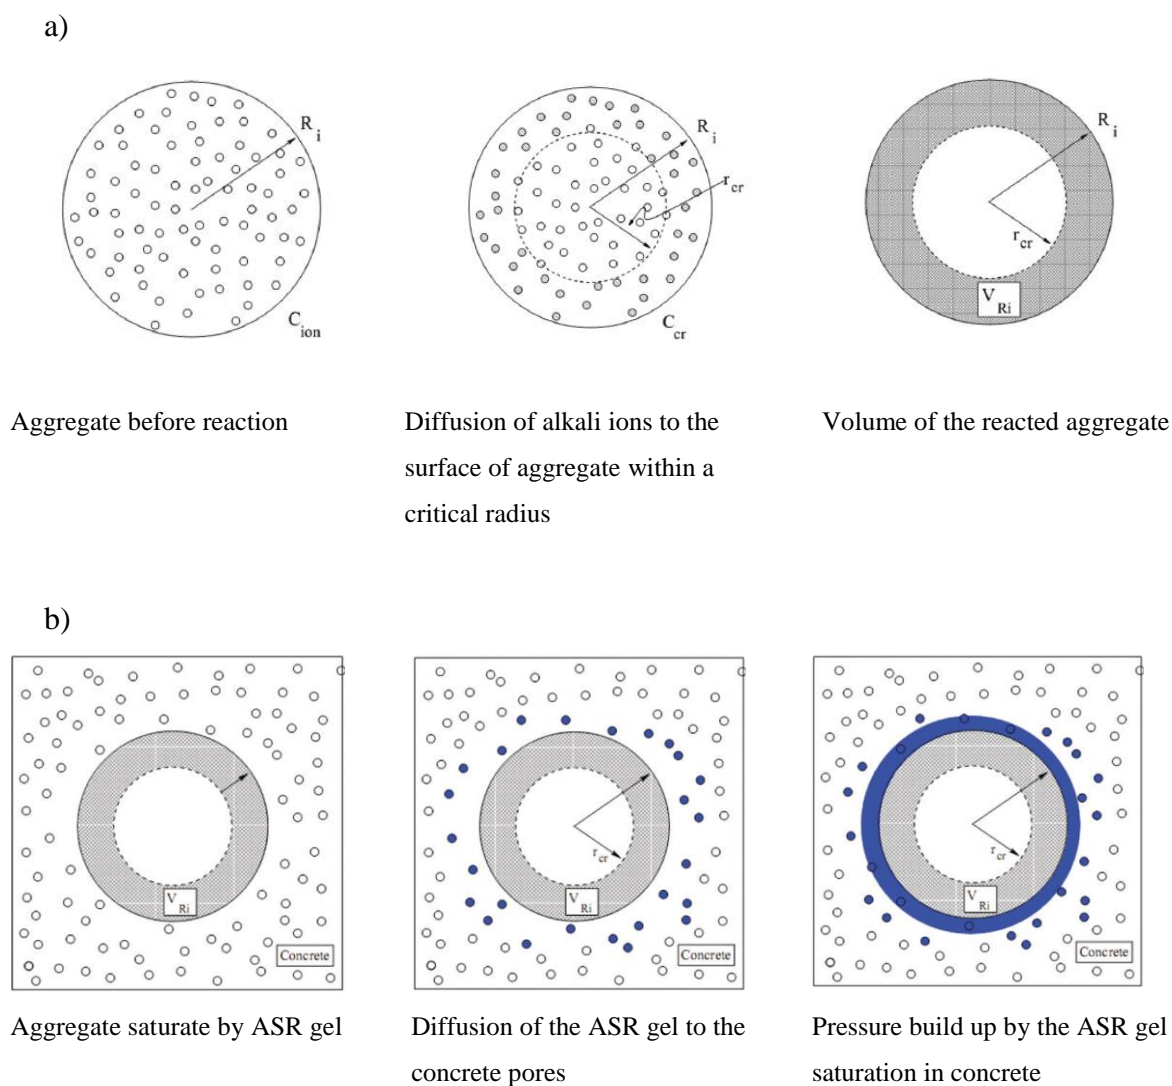 a)
R i
C ion
R i
r cr
C cr
R i
r cr
V Ri
Aggregate before reaction
Diffusion of alkali ions to the
surface of aggregate within a
critical radius
Volume of the reacted aggregate
b)
V Ri
Concrete
r cr
V Ri
Concrete
r cr
V Ri
Concrete
Aggregate saturate by ASR gel
Diffusion of the ASR gel to the
concrete pores
Pressure build up by the ASR gel
saturation in concrete